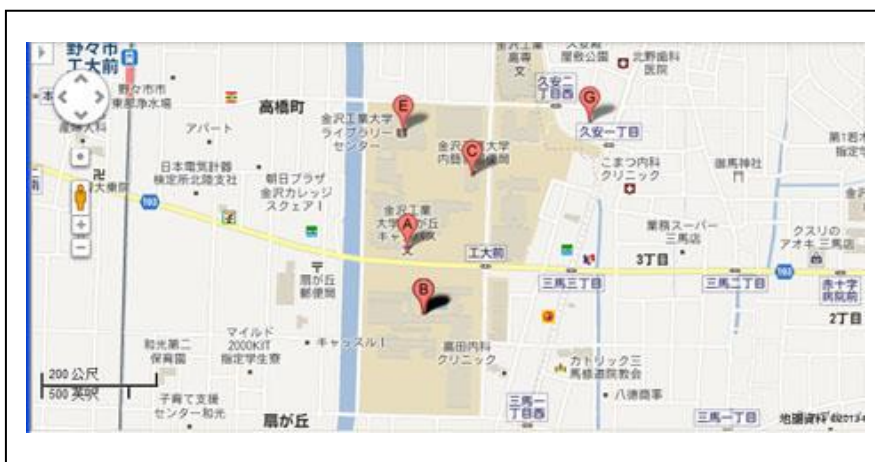 野々市
工大前
野々市市
東部浄水場
高橋町
アパート
日本電気計器
検定所北陸支社
朝日プラザ
金沢カレッジ
スクェアⅠ
193
扇が丘
郵便局
マイルド
2000KIT
指定学生寮
キャッスルⅠ
和光第二
保育園
200 公尺
500 英尺
子育て支援
センター和光
扇が丘
金沢工業大学
ライブラリー
センター
E
C
A
B
G
金沢工業
高専
文
久安
屋敷公園
北野歯科
医院
久安二
丁目西
久安一丁目
こまつ内科
クリニック
御馬神社
工大前
業務スーパー
三馬店
3丁目
クスリの
アオキ 三馬店
三馬三丁目
三馬二丁目
193
赤十字
病院前
2丁目
高田内科
クリニック
カトリック三
馬修道院教会
八徳商事
三馬一
丁目西
三馬一丁目